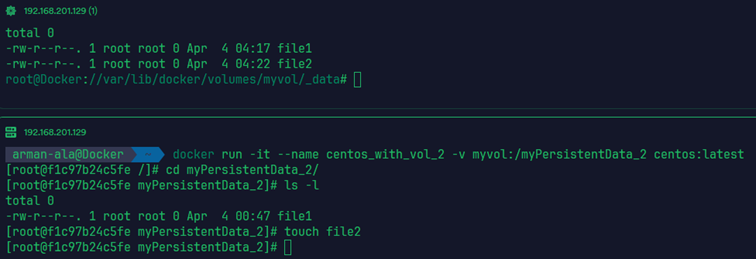 192.168.201.129 (1)
total 0
-rw-r--r--. 1 root root 0 Apr  4 04:17 file1
-rw-r--r--. 1 root root 0 Apr  4 04:22 file2
root@Docker://var/lib/docker/volumes/myvol/_data#
192.168.201.129
arman-ala@Docker ~ docker run -it --name centos_with_vol_2 -v myvol:/myPersistentData_2 centos:latest
[root@f1c97b24c5fe /]# cd myPersistentData_2/
[root@f1c97b24c5fe myPersistentData_2]# ls -l
total 0
-rw-r--r--. 1 root root 0 Apr  4 00:47 file1
[root@f1c97b24c5fe myPersistentData_2]# touch file2
[root@f1c97b24c5fe myPersistentData_2]#